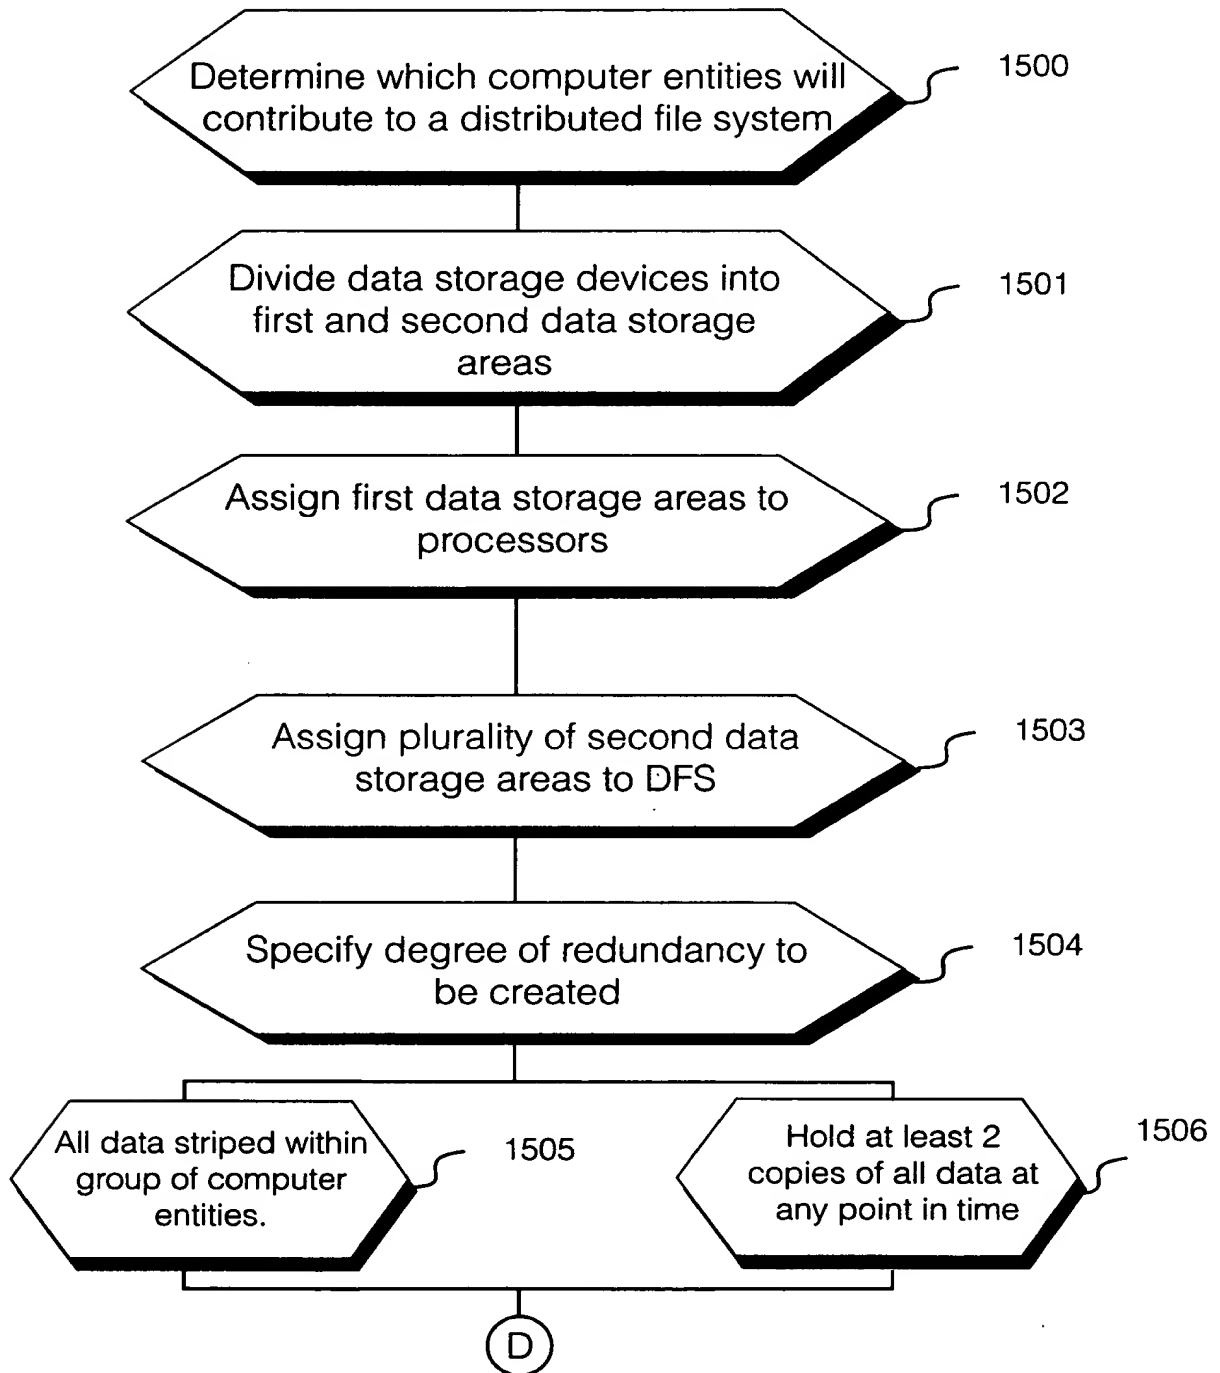 Determine which computer entities will
contribute to a distributed file system
1500
Divide data storage devices into
first and second data storage
areas
1501
Assign first data storage areas to
processors
1502
Assign plurality of second data
storage areas to DFS
1503
Specify degree of redundancy to
be created
1504
All data striped within
group of computer
entities.
1505
Hold at least 2
copies of all data at
any point in time
1506
D